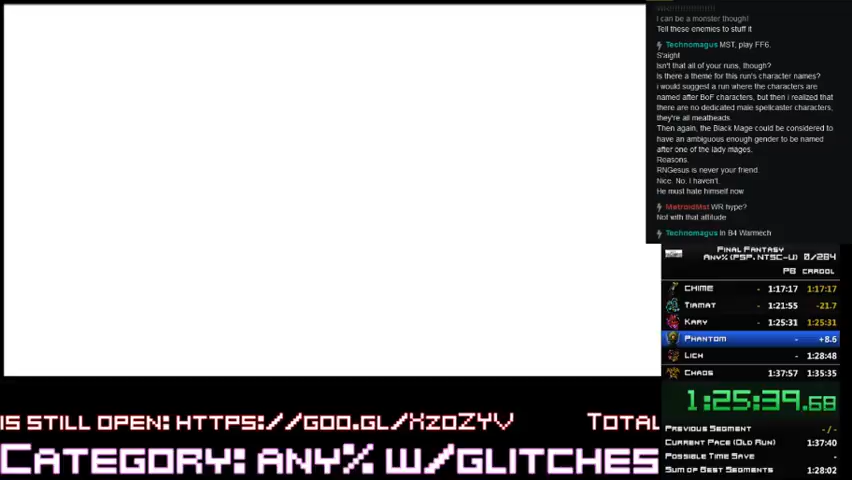 I can be a monster though!
Tell these enemies to stuff it
Technomagus MST, play FF6.
S'aight
Isn't that all of your runs, though?
Is there a theme for this run's character names?
i would suggest a run where the characters are
named after BoF characters, but then i realized that
there are no dedicated male spellcaster characters,
they're all meatheads.
Then again, the Black Mage could be considered to
have an ambiguous enough gender to be named
after one of the lady mages.
Reasons.
RNGesus is never your friend.
Nice. No, I haven't.
He must hate himself now
MetroidMst WR hype?
Not with that attitude
Technomagus In B4 Warmech
Final Fantasy
Any% (PSP, NTSC-U) 0/284
PB CARDOL
Chime - 1:17:17 1:17:17
Tiamat - 1:21:55 -21.7
Kary - 1:25:31 1:25:31
Phantom - +8.6
Lich - 1:28:48
Chaos 1:37:57 1:35:35
1:25:39.68
Previous Segment - / -
Current Pace (Old Run) 1:37:40
Possible Time Save -
Sum of Best Segments 1:28:02
is still open: https://goo.gl/XzoZYV Total
Category: any% w/glitches